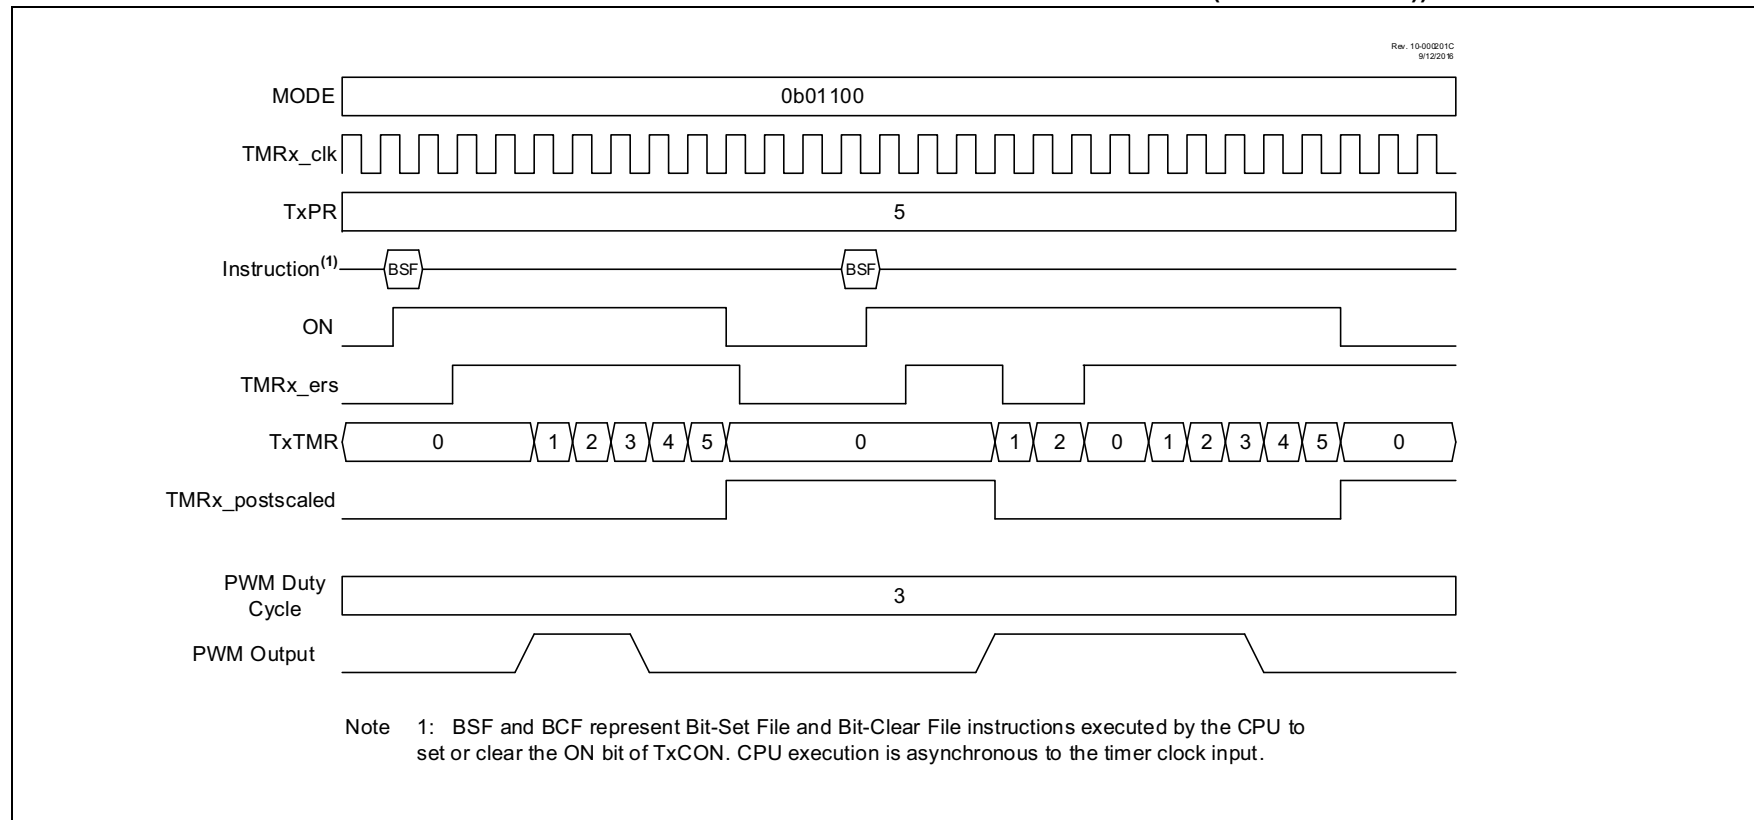 Rev. 10-000201C
9/12/2016
MODE 0b01100
TMRx_clk
TxPR 5
Instruction(1) BSF BSF
ON
TMRx_ers
TxTMR 0 1 2 3 4 5 0 1 2 0 1 2 3 4 5 0
TMRx_postscaled
PWM Duty
Cycle 3
PWM Output
Note 1: BSF and BCF represent Bit-Set File and Bit-Clear File instructions executed by the CPU to
set or clear the ON bit of TxCON. CPU execution is asynchronous to the timer clock input.